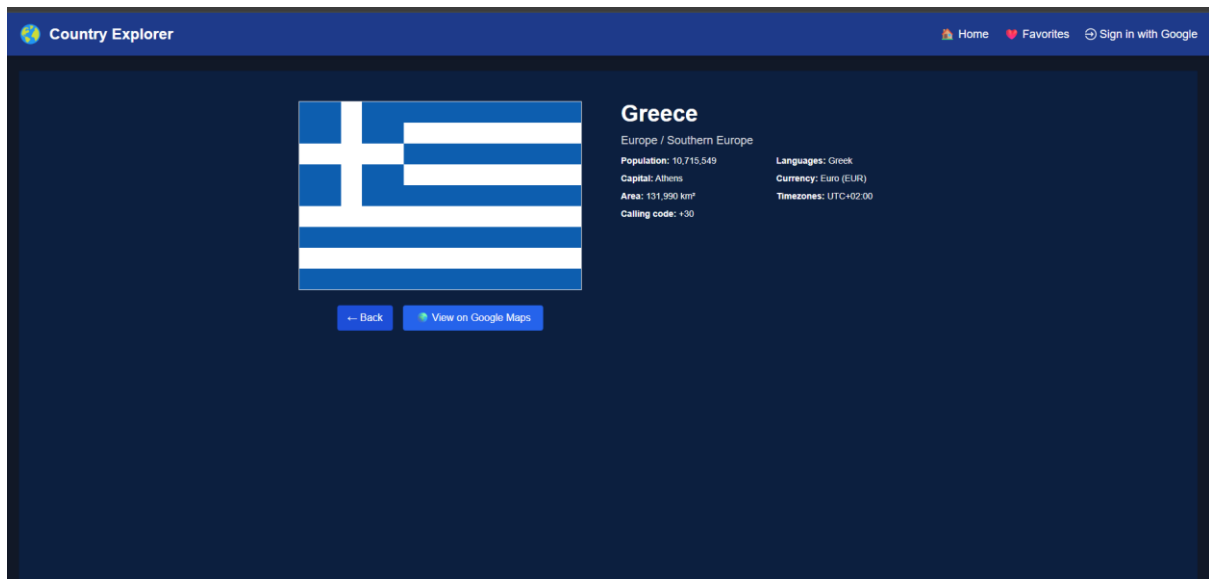 Country Explorer
Home
Favorites
Sign in with Google
Greece
Europe / Southern Europe
Population: 10,715,549
Languages: Greek
Capital: Athens
Currency: Euro (EUR)
Area: 131,990 km²
Timezones: UTC+02:00
Calling code: +30
← Back
View on Google Maps